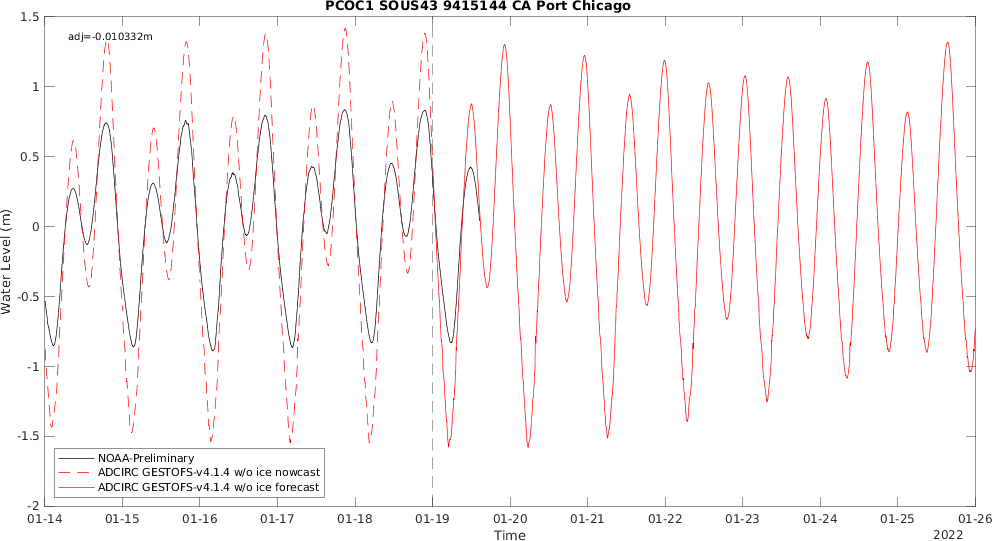 PCOC1 SOUS43 9415144 CA Port Chicago
adj=-0.010332m
1.5
1
0.5
0
-0.5
-1
-1.5
-2
Water Level (m)
NOAA-Preliminary
ADCIRC GESTOFS-v4.1.4 w/o ice nowcast
ADCIRC GESTOFS-v4.1.4 w/o ice forecast
01-14 01-15 01-16 01-17 01-18 01-19 01-20 01-21 01-22 01-23 01-24 01-25 01-26
Time
2022